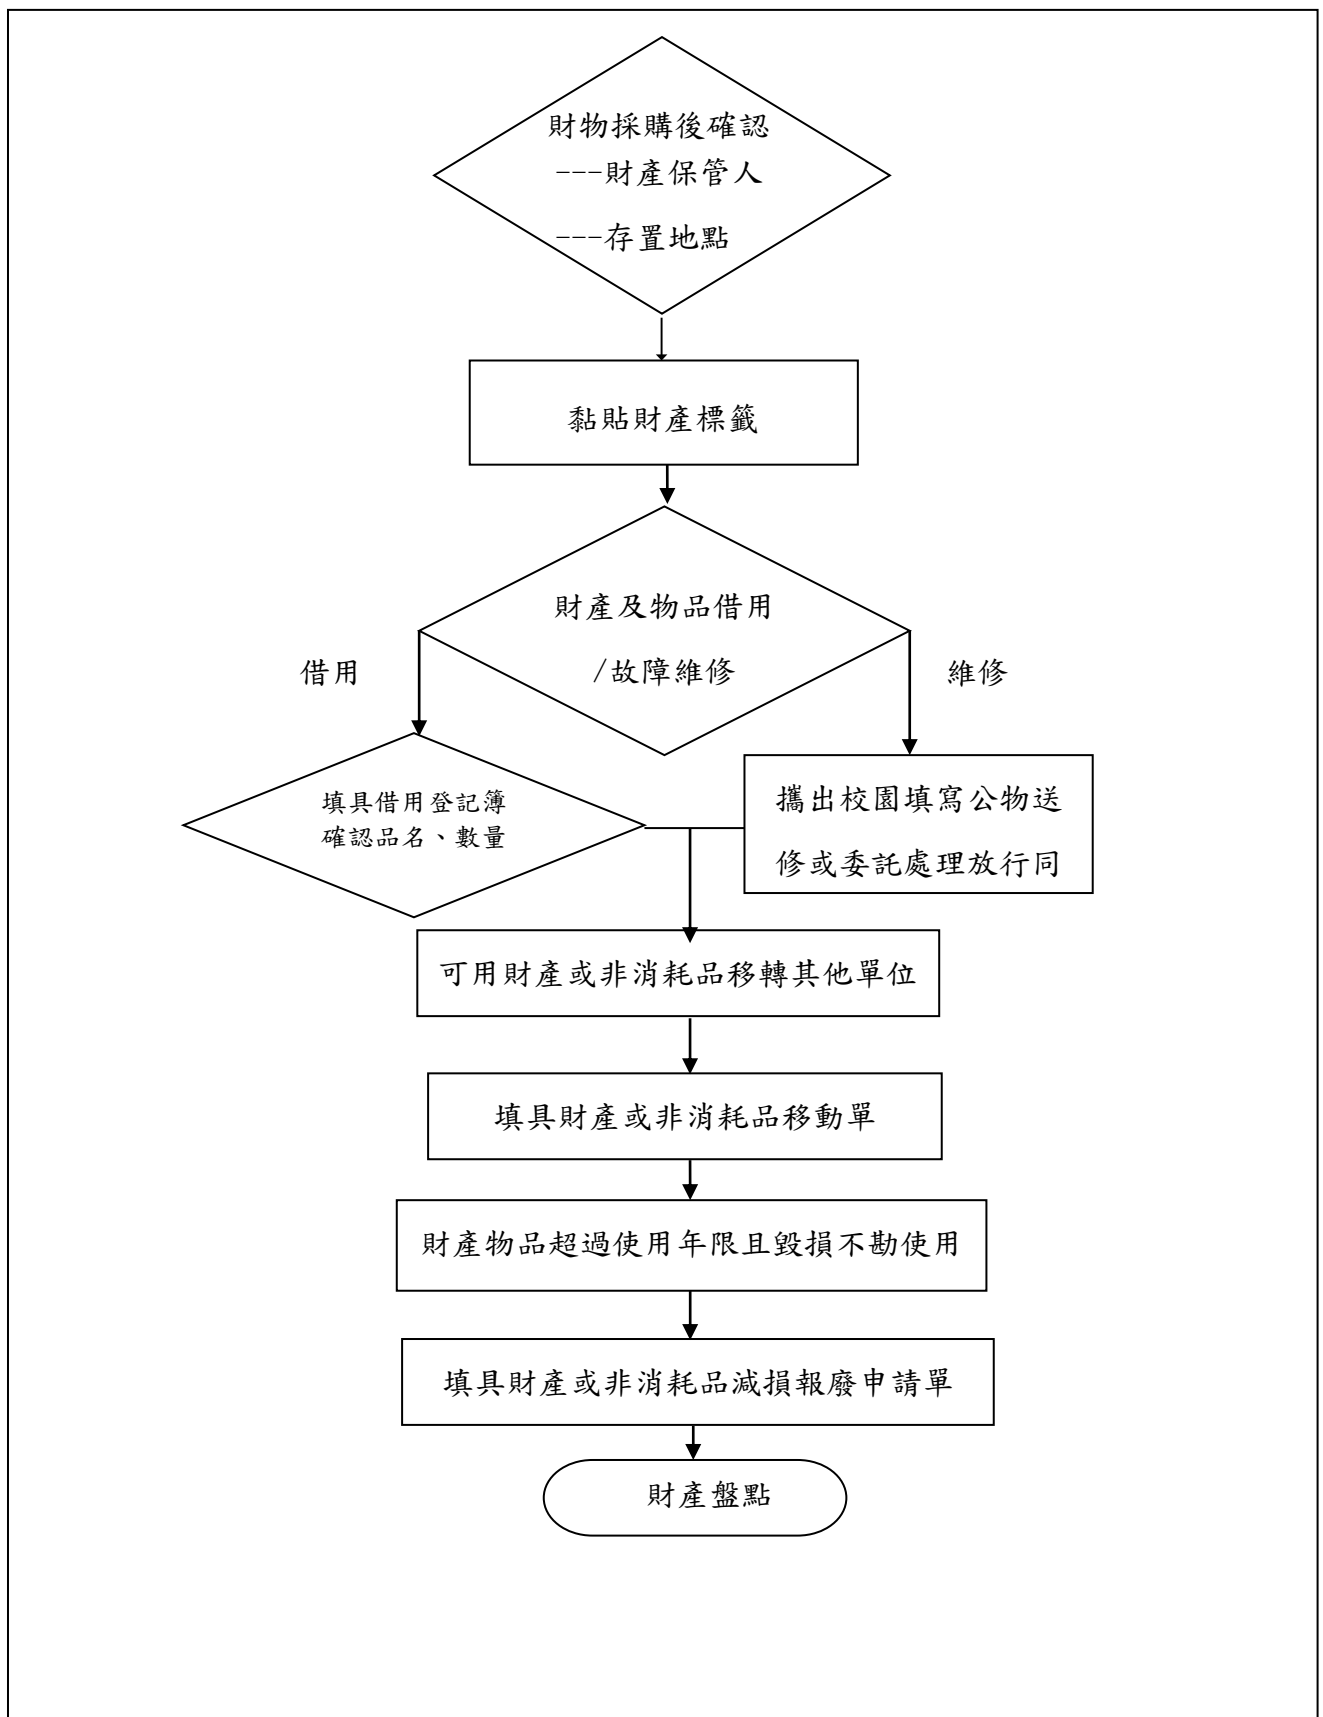 財物採購後確認
---財產保管人
---存置地點
黏貼財產標籤
財產及物品借用
/故障維修
借用
維修
填具借用登記簿
確認品名、數量
攜出校園填寫公物送
修或委託處理放行同
可用財產或非消耗品移轉其他單位
填具財產或非消耗品移動單
財產物品超過使用年限且毀損不勘使用
填具財產或非消耗品減損報廢申請單
財產盤點